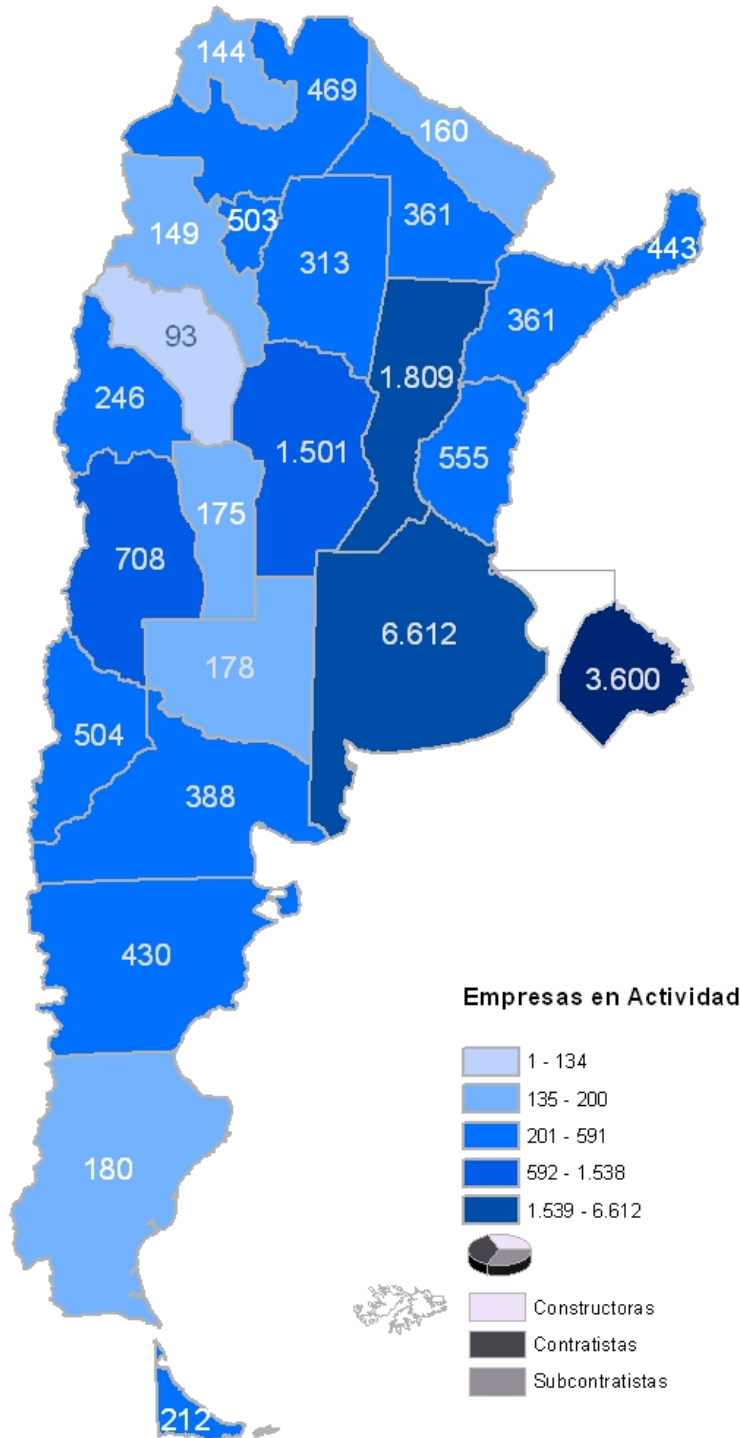 144
469
160
503
361
149
443
313
361
93
1.809
246
1.501
555
175
708
6.612
178
3.600
504
388
430
Empresas en Actividad
1 - 134
135 - 200
201 - 591
592 - 1.538
1.539 - 6.612
180
Constructoras
Contratistas
Subcontratistas
212